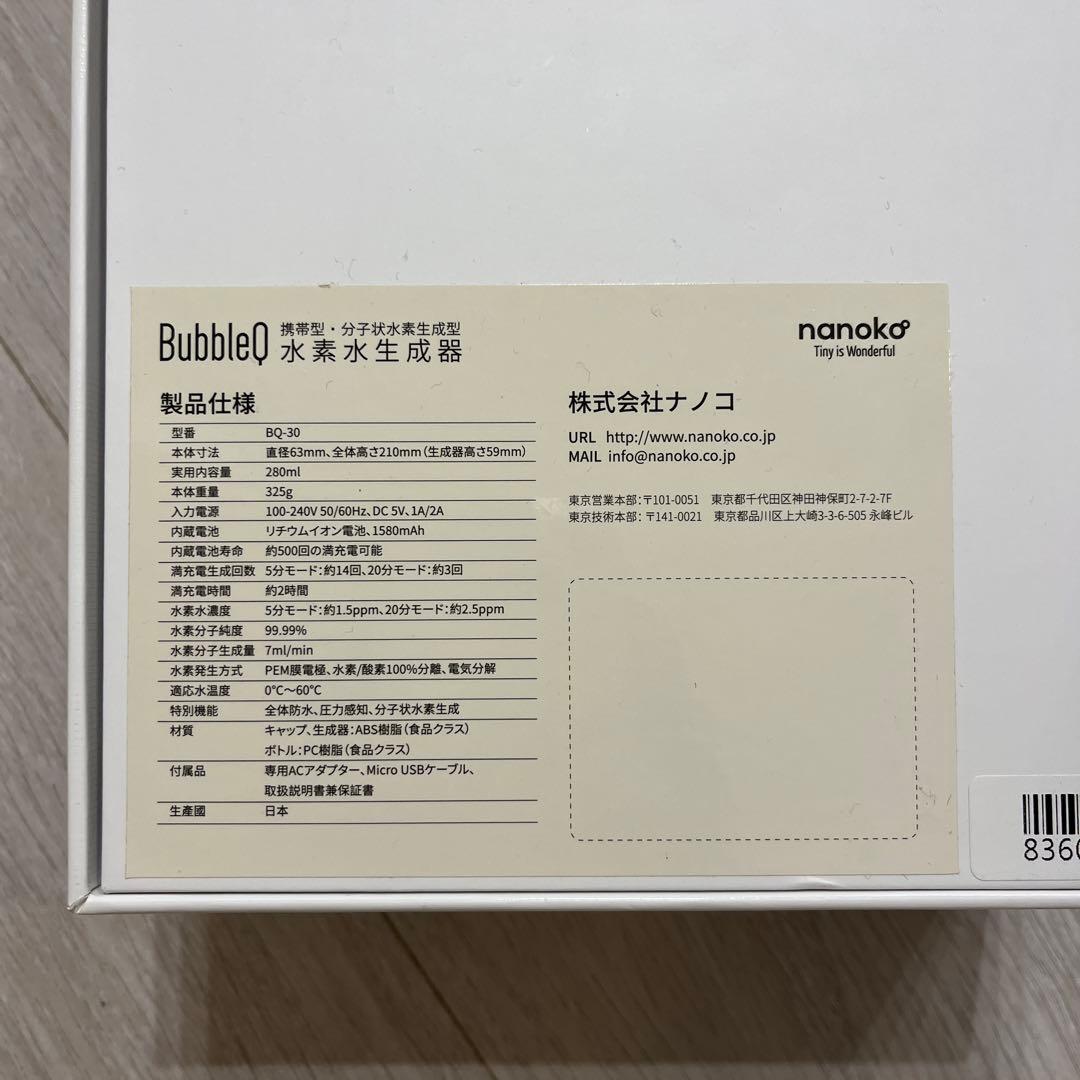 BubbleQ 携帯型・分子状水素生成型
水素水生成器
製品仕様
型番 BQ-30
本体寸法 直径63mm、全体高さ210mm(生成器高さ59mm)
実用内容量 280ml
本体重量 325g
入力電源 100-240V 50/60Hz、DC 5V、1A/2A
内蔵電池 リチウムイオン電池、1580mAh
内蔵電池寿命 約500回の満充電可能
満充電生成回数 5分モード:約14回、20分モード:約3回
満充電時間 約2時間
水素水濃度 5分モード:約1.5ppm、20分モード:約2.5ppm
水素分子純度 99.99%
水素分子生成量 7ml/min
水素発生方式 PEM膜電極、水素/酸素100%分離、電気分解
適応水温度 0℃〜60℃
特別機能 全体防水、圧力感知、分子状水素生成
材質 キャップ、生成器:ABS樹脂(食品クラス)
ボトル:PC樹脂(食品クラス)
付属品 専用ACアダプター、Micro USBケーブル、
取扱説明書兼保証書
生産國 日本
nanoko
Tiny is Wonderful
株式会社ナノコ
URL http://www.nanoko.co.jp
MAIL info@nanoko.co.jp
東京営業本部:〒101-0051 東京都千代田区神田神保町2-7-2-7F
東京技術本部:〒141-0021 東京都品川区上大崎3-3-6-505 永峰ビル
836